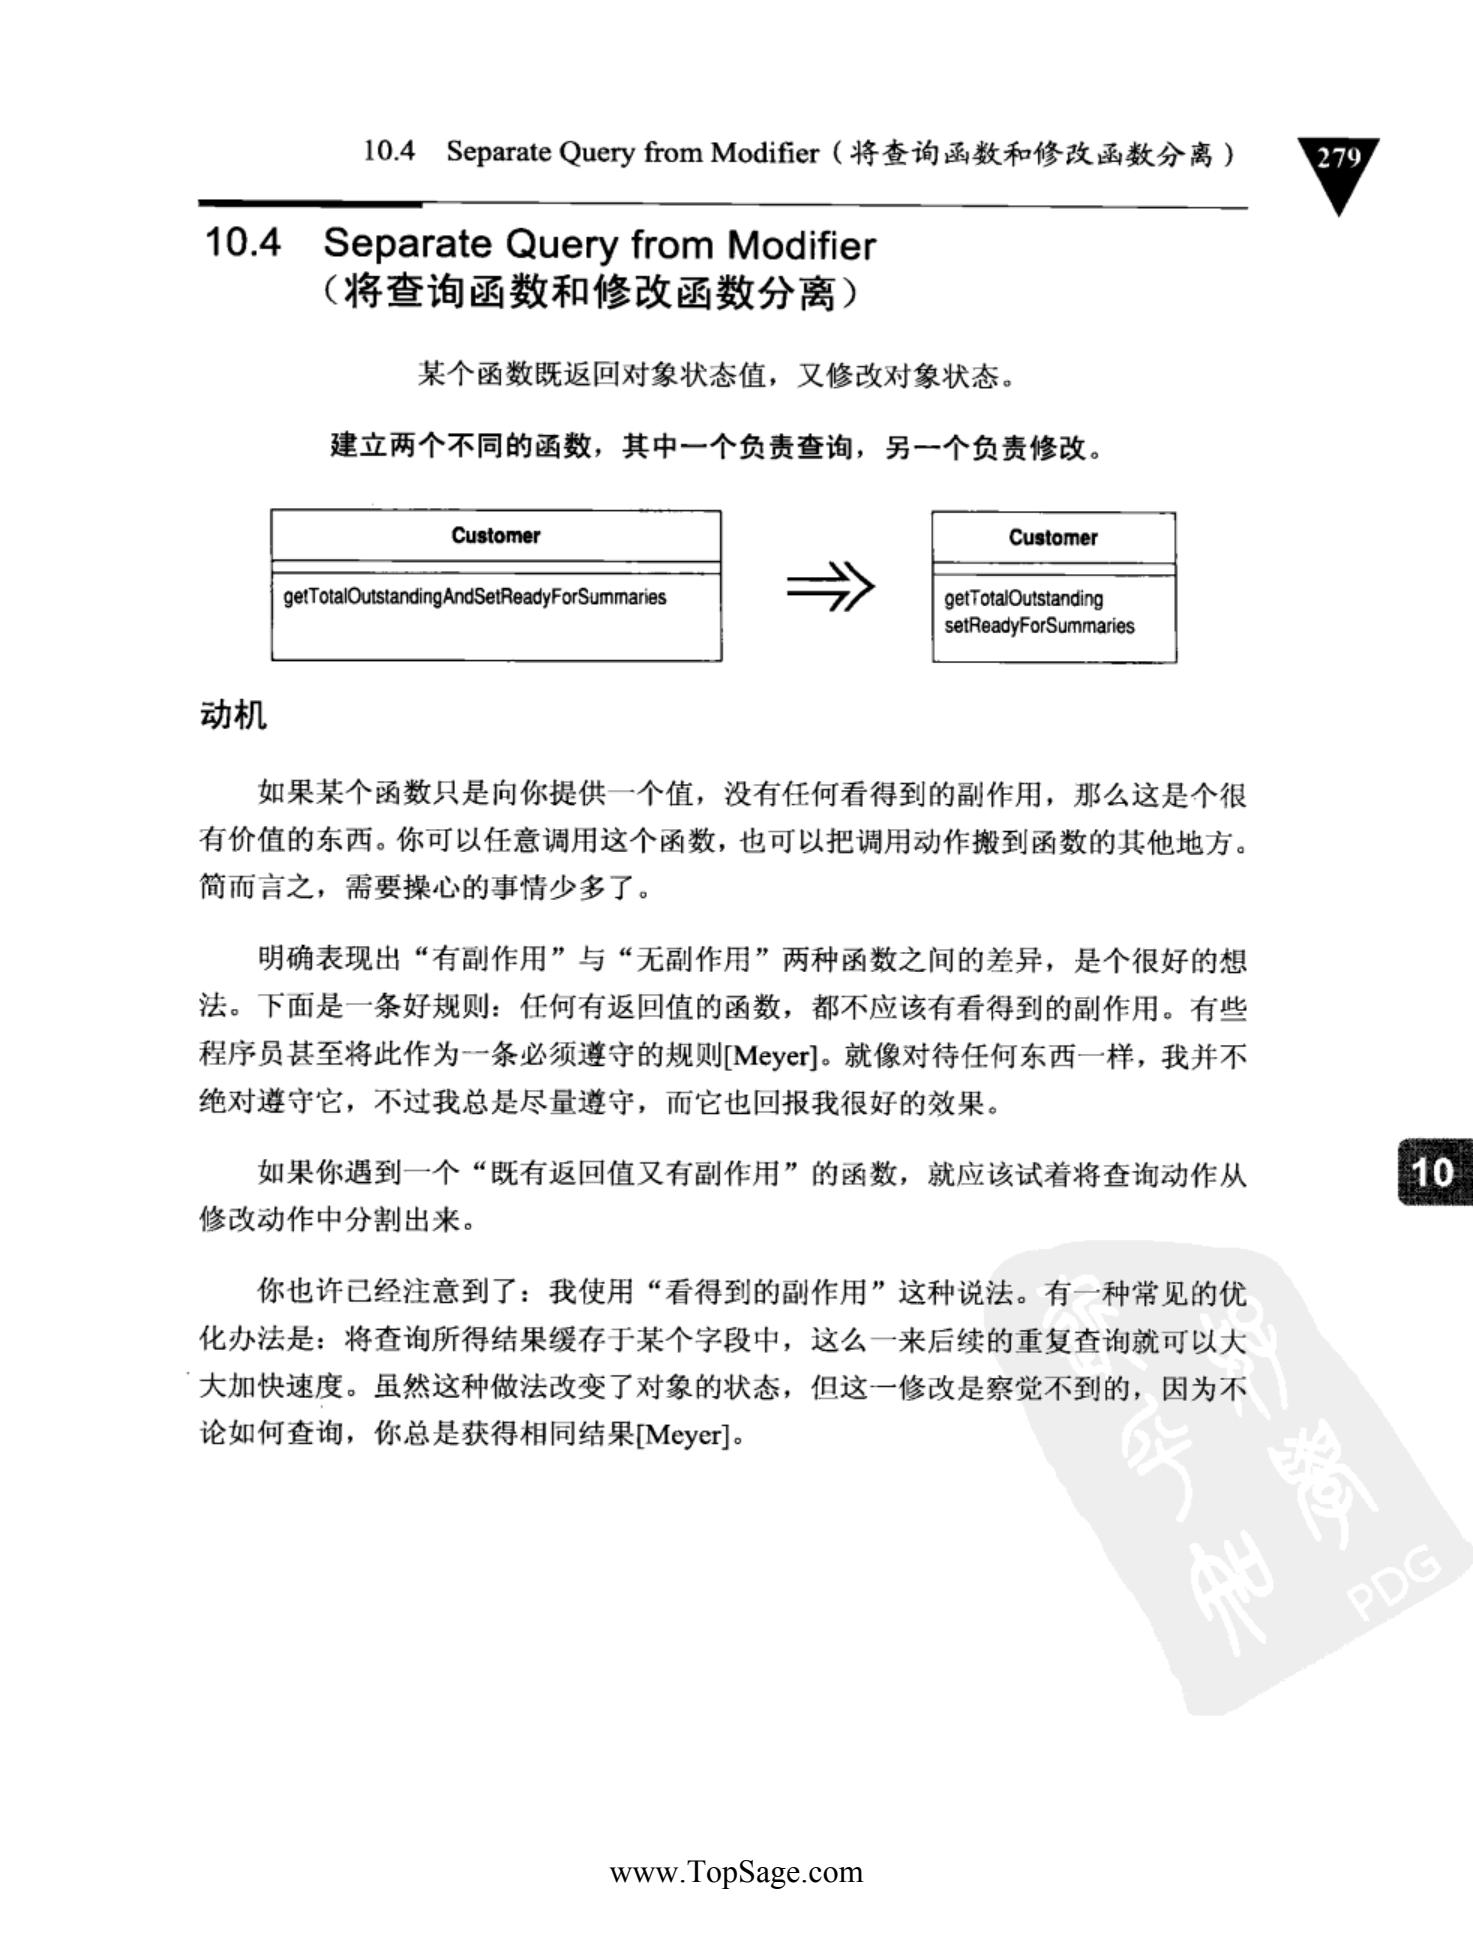 10.4 Separate Query from Modifier（将查询函数和修改函数分离）
279
10.4 Separate Query from Modifier
（将查询函数和修改函数分离）
某个函数既返回对象状态值，又修改对象状态。
建立两个不同的函数，其中一个负责查询，另一个负责修改。
Customer
getTotalOutstandingAndSetReadyForSummaries
Customer
getTotalOutstanding
setReadyForSummaries
动机
如果某个函数只是向你提供一个值，没有任何看得到的副作用，那么这是个很
有价值的东西。你可以任意调用这个函数，也可以把调用动作搬到函数的其他地方。
简而言之，需要操心的事情少多了。
明确表现出“有副作用”与“无副作用”两种函数之间的差异，是个很好的想
法。下面是一条好规则：任何有返回值的函数，都不应该有看得到的副作用。有些
程序员甚至将此作为一条必须遵守的规则[Meyer]。就像对待任何东西一样，我并不
绝对遵守它，不过我总是尽量遵守，而它也回报我很好的效果。
如果你遇到一个“既有返回值又有副作用”的函数，就应该试着将查询动作从
修改动作中分割出来。
10
你也许已经注意到了：我使用“看得到的副作用”这种说法。有一种常见的优
化办法是：将查询所得结果缓存于某个字段中，这么一来后续的重复查询就可以大
大加快速度。虽然这种做法改变了对象的状态，但这一修改是察觉不到的，因为不
论如何查询，你总是获得相同结果[Meyer]。
PDG
www.TopSage.com